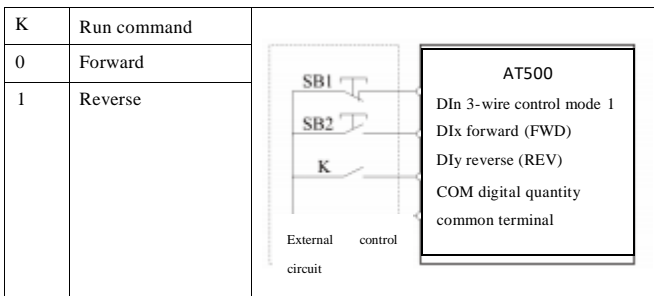 K Run command
0 Forward
1 Reverse
SB1
SB2
K
External control
circuit
AT500
DIn 3-wire control mode 1
DIx forward (FWD)
DIy reverse (REV)
COM digital quantity
common terminal